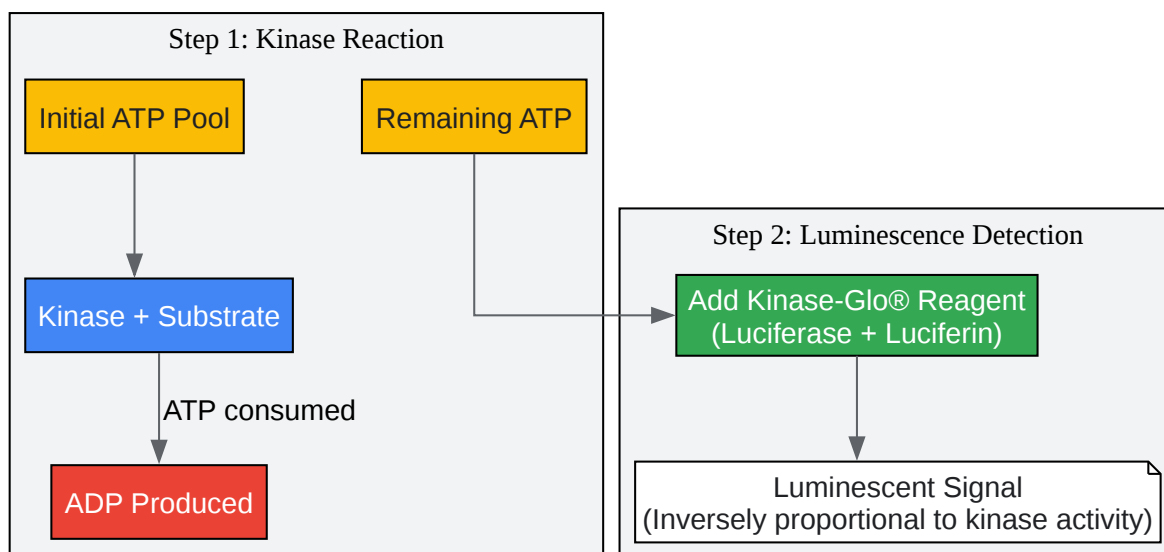 Step 1: Kinase Reaction
Initial ATP Pool
Remaining ATP
Kinase + Substrate
ATP consumed
ADP Produced
Step 2: Luminescence Detection
Add Kinase-Glo® Reagent
(Luciferase + Luciferin)
Luminescent Signal
(Inversely proportional to kinase activity)